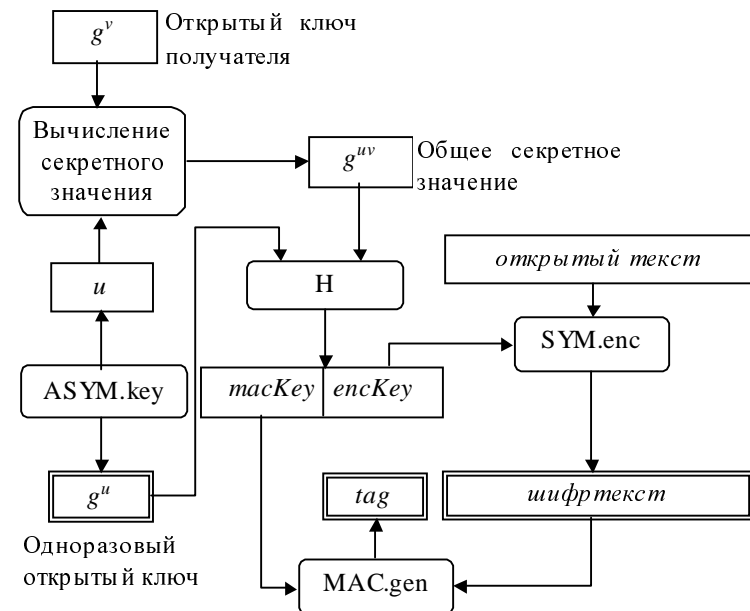 g^v
Открытый ключ
получателя
Вычисление
секретного
значения
g^{uv}
Общее секретное
значение
u
H
открытый текст
SYM.enc
ASYM.key
macKey encKey
g^u
tag
шифртекст
Одноразовый
открытый ключ
MAC.gen